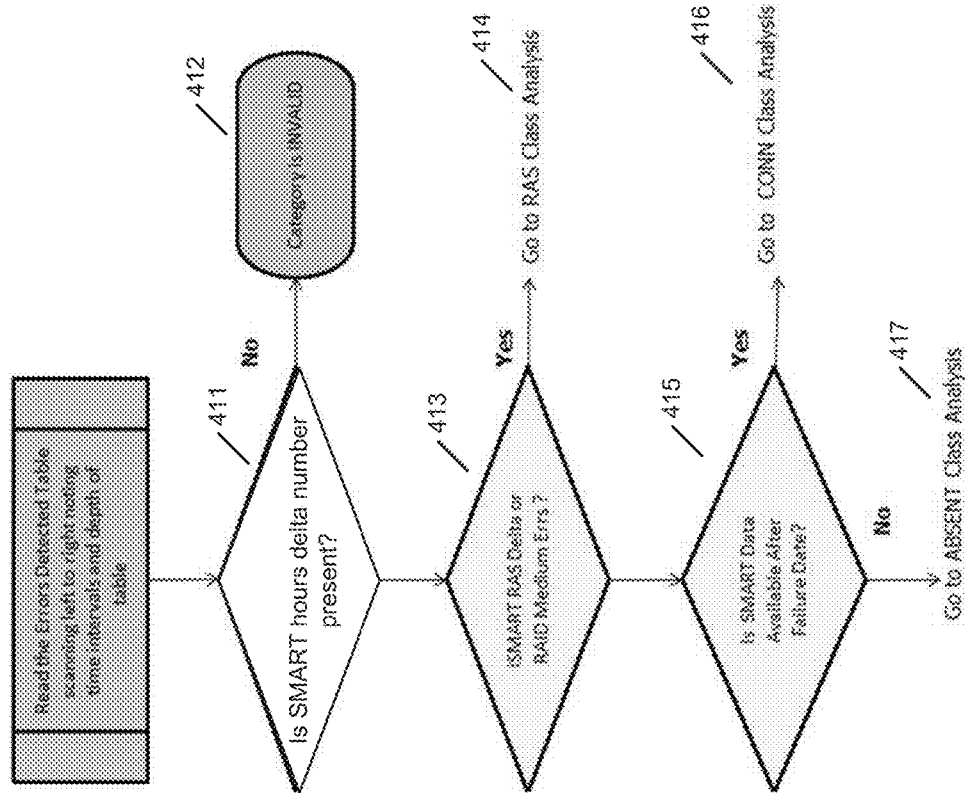 Read the Errors Detected Table
scanning left to right noting
time intervals and depth of
table
411
Is SMART hours delta number
present?
No
412
Category is INVALID
413
iSMART RAS Delts or
RAID Medium Errs ?
Yes
414
Go to RAS Class Analysis
415
Is SMART Data
Available After
Failure Date?
Yes
416
Go to CONN Class Analysis
No
417
Go to ABSENT Class Analysis